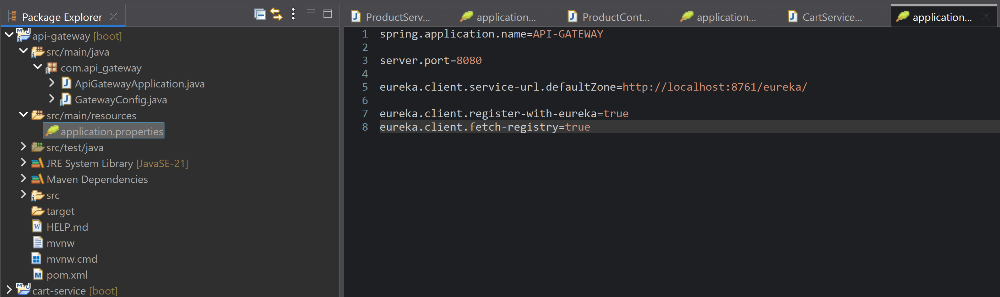 Package Explorer
api-gateway [boot]
src/main/java
com.api_gateway
ApiGatewayApplication.java
GatewayConfig.java
src/main/resources
application.properties
src/test/java
JRE System Library [JavaSE-21]
Maven Dependencies
src
target
HELP.md
mvnw
mvnw.cmd
pom.xml
cart-service [boot]
ProductServ... application... ProductCont... application... CartService... application...
1 spring.application.name=API-GATEWAY
2
3 server.port=8080
4
5 eureka.client.service-url.defaultZone=http://localhost:8761/eureka/
6
7 eureka.client.register-with-eureka=true
8 eureka.client.fetch-registry=true